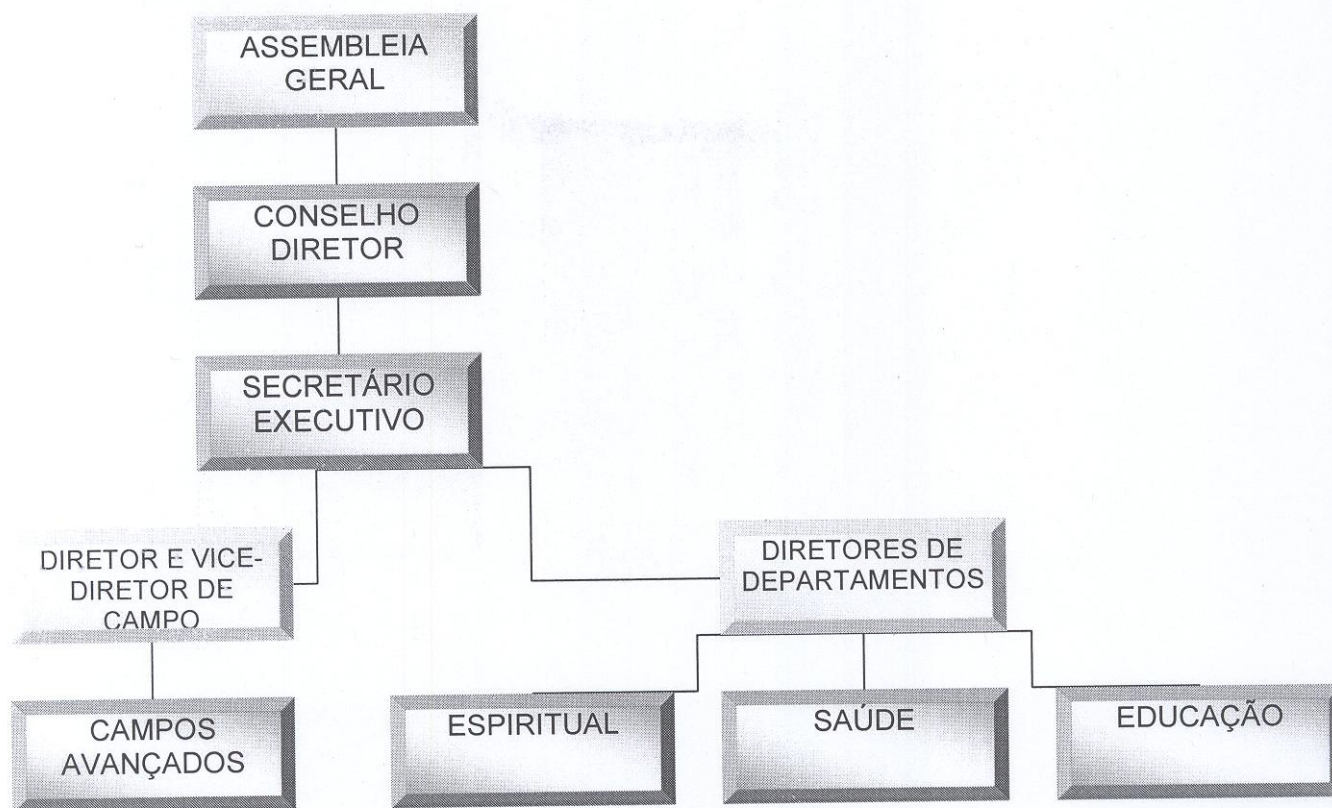 ASSEMBLEIA
GERAL
CONSELHO
DIRETOR
SECRETÁRIO
EXECUTIVO
DIRETOR E VICE-
DIRETOR DE
CAMPO
DIRETORES DE
DEPARTAMENTOS
CAMPOS
AVANÇADOS
ESPIRITUAL
SAÚDE
EDUCAÇÃO